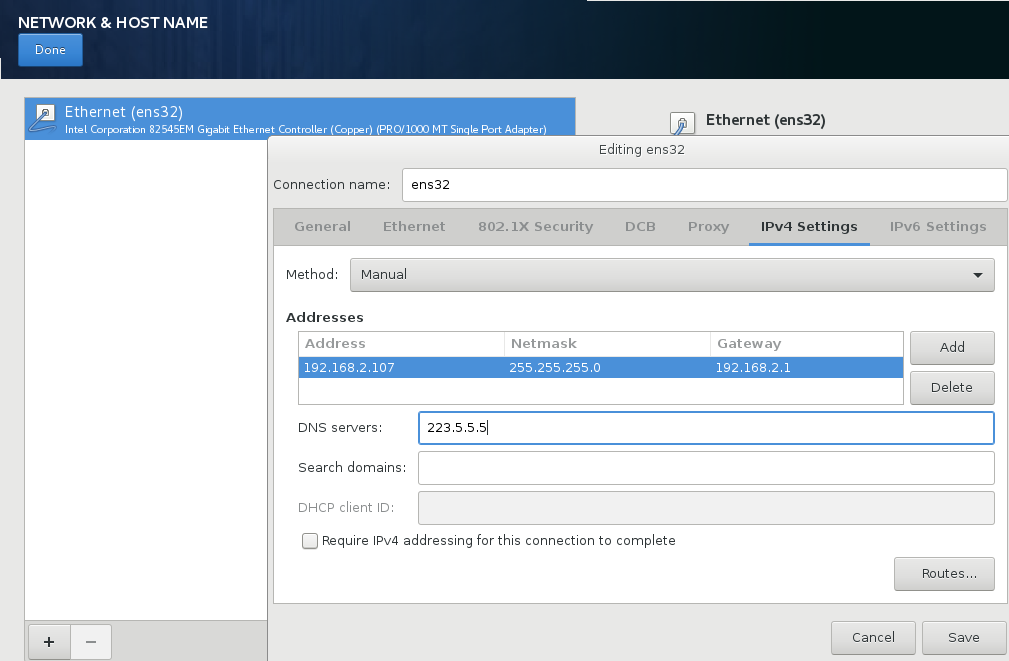 NETWORK & HOST NAME
Done
Ethernet (ens32)
Intel Corporation 82545EM Gigabit Ethernet Controller (Copper) (PRO/1000 MT Single Port Adapter)
Ethernet (ens32)
Editing ens32
Connection name: ens32
General Ethernet 802.1X Security DCB Proxy IPv4 Settings IPv6 Settings
Method: Manual
Addresses
Address Netmask Gateway
192.168.2.107 255.255.255.0 192.168.2.1
Add
Delete
DNS servers: 223.5.5.5
Search domains:
DHCP client ID:
Require IPv4 addressing for this connection to complete
Routes...
+ −
Cancel Save